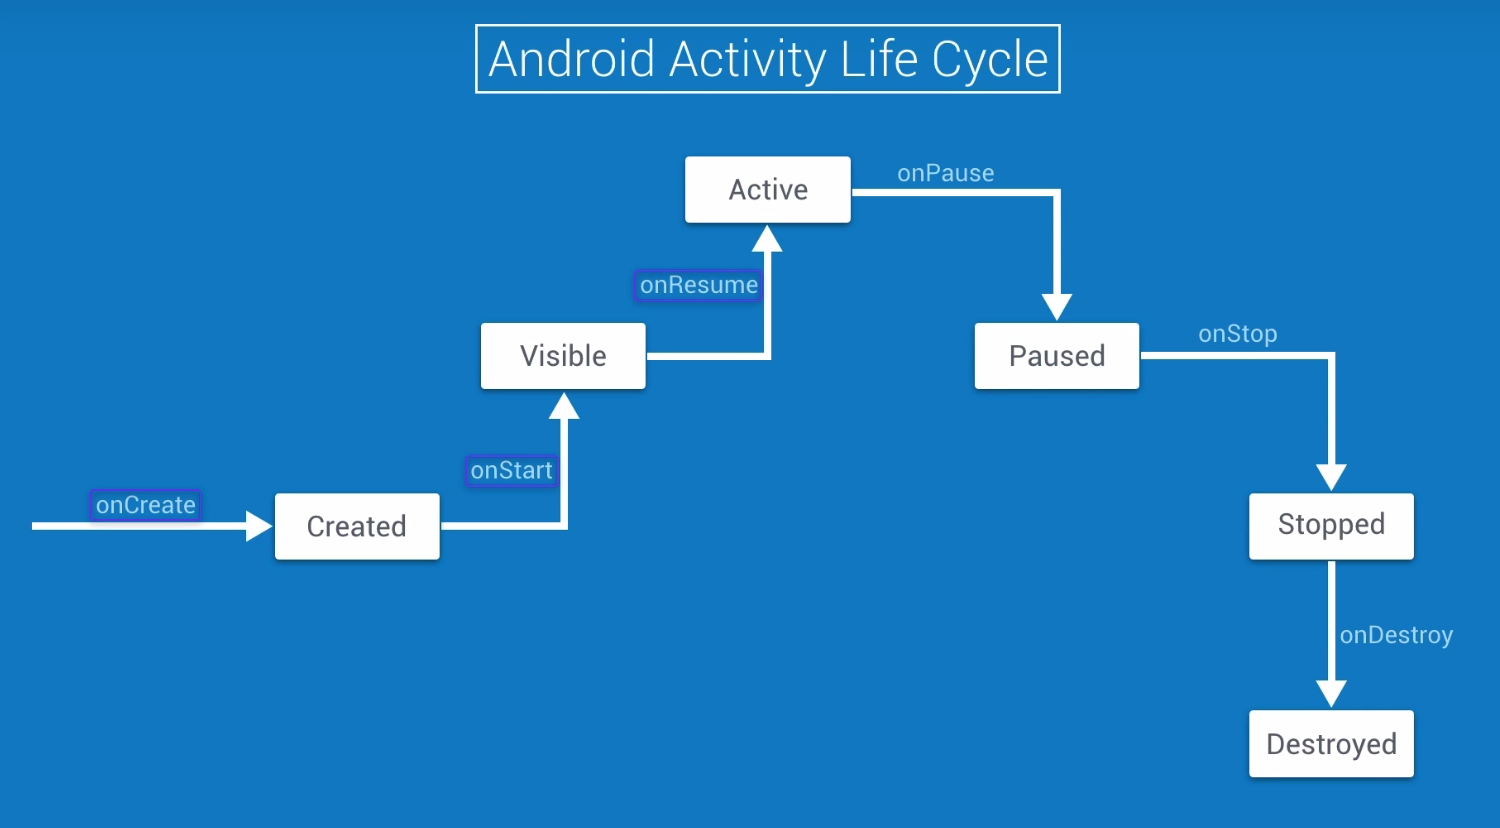 Android Activity Life Cycle
Active
onPause
onResume
Visible
Paused
onStop
onStart
onCreate
Created
Stopped
onDestroy
Destroyed